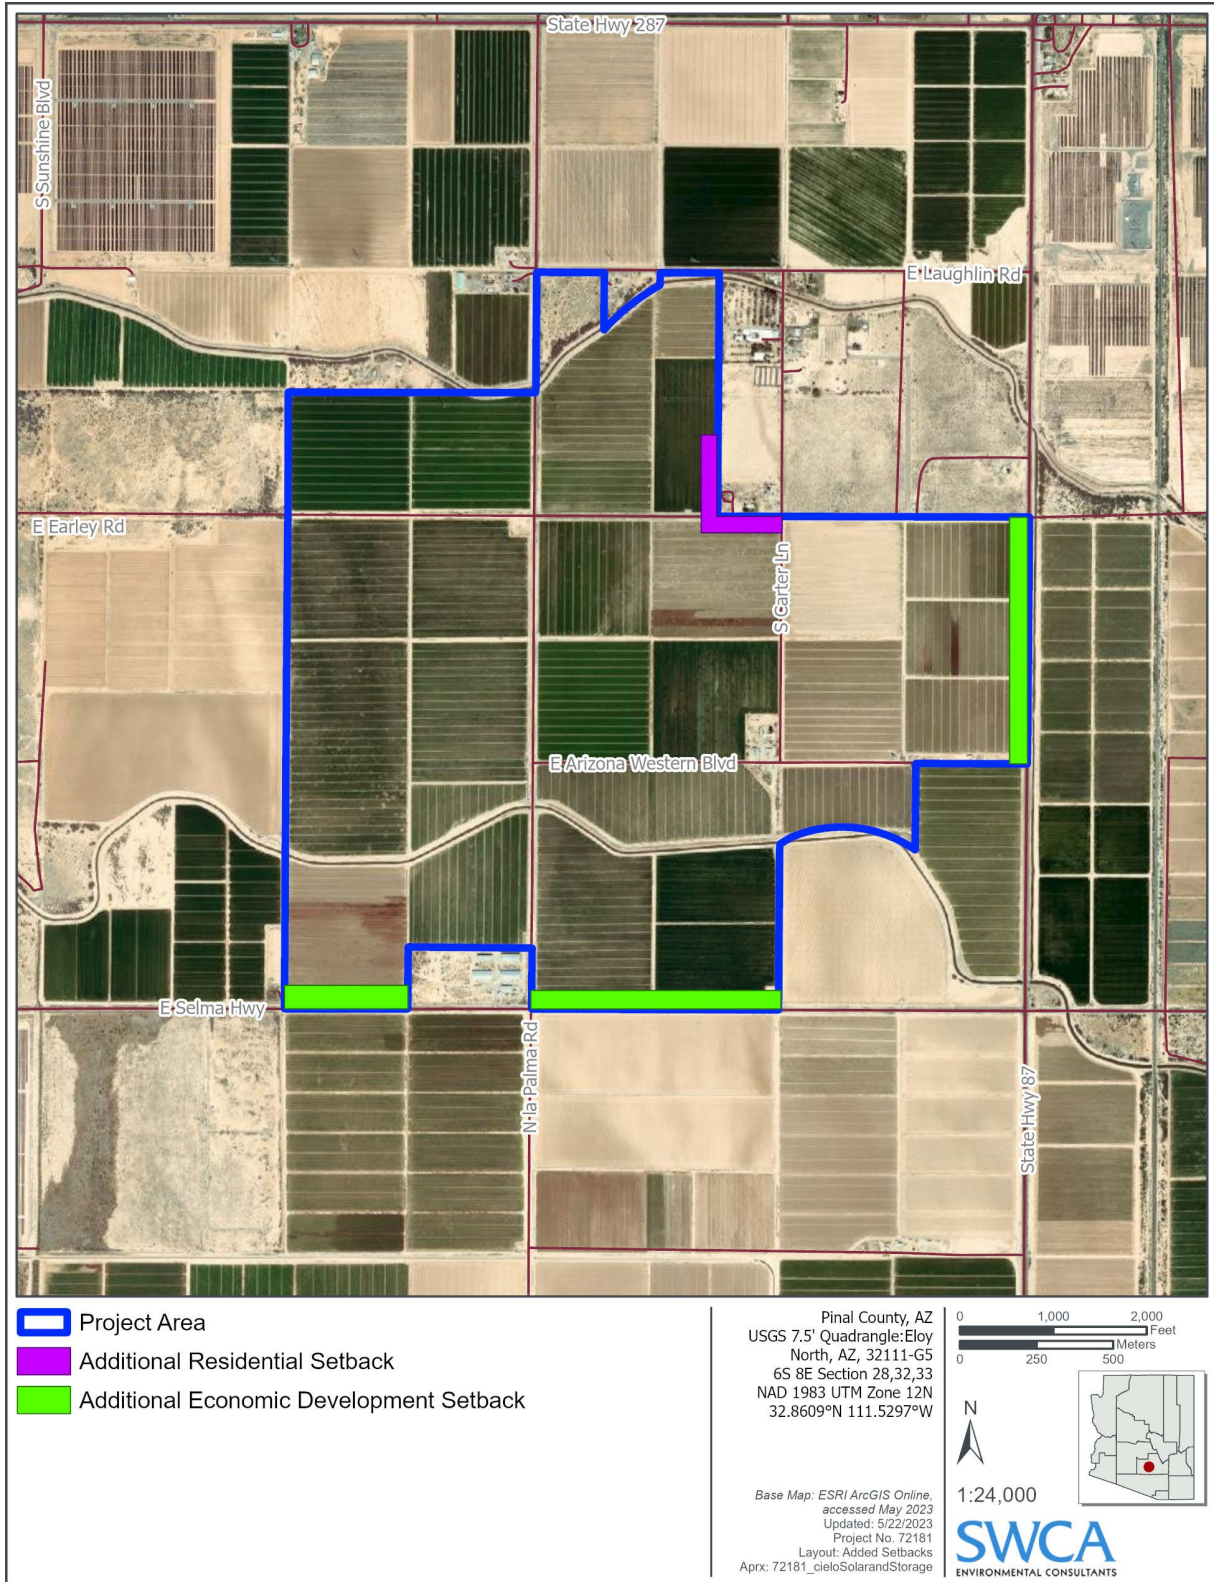 State Hwy 287
S Sunshine Blvd
E Laughlin Rd
E Earley Rd
S Carter Ln
E Arizona Western Blvd
E Selma Hwy
N la Palma Rd
State Hwy 87
Project Area
Additional Residential Setback
Additional Economic Development Setback
Pinal County, AZ
USGS 7.5' Quadrangle:Eloy
North, AZ, 32111-G5
6S 8E Section 28,32,33
NAD 1983 UTM Zone 12N
32.8609°N 111.5297°W
Base Map: ESRI ArcGIS Online,
accessed May 2023
Updated: 5/22/2023
Project No. 72181
Layout: Added Setbacks
Aprx: 72181_cieloSolarandStorage
0 1,000 2,000
Feet
Meters
0 250 500
N
1:24,000
SWCA
ENVIRONMENTAL CONSULTANTS